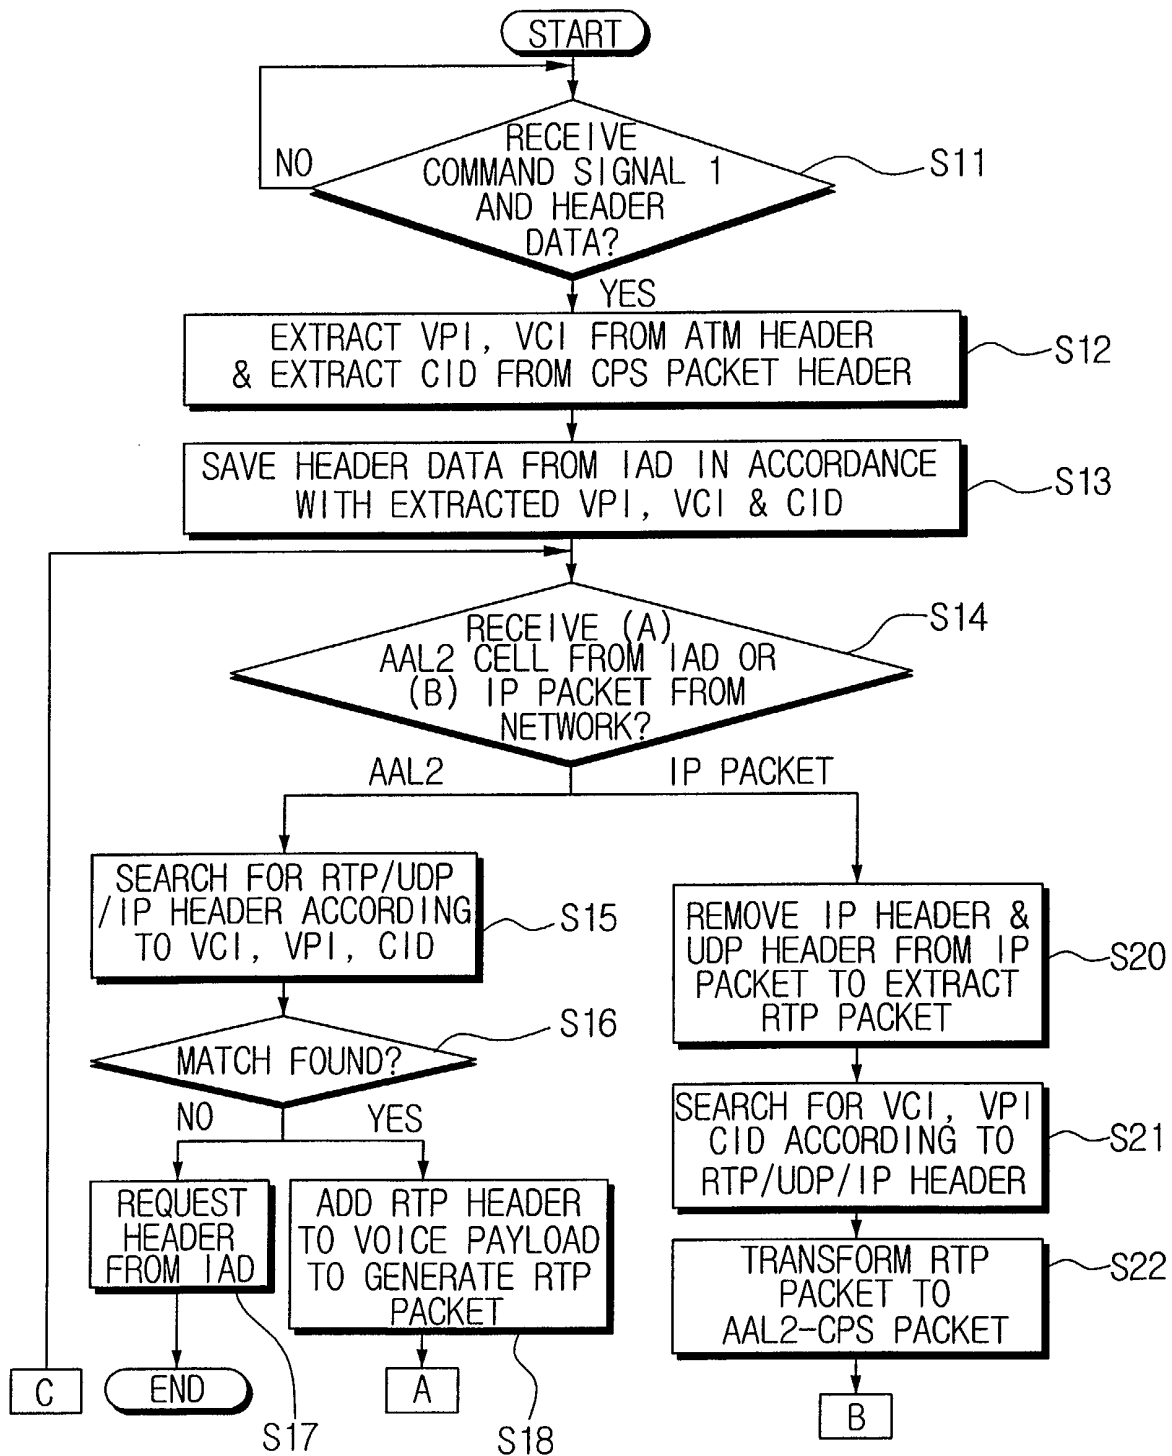 START
NO
RECEIVE
COMMAND SIGNAL 1
AND HEADER
DATA?
S11
YES
EXTRACT VPI, VCI FROM ATM HEADER
& EXTRACT CID FROM CPS PACKET HEADER
S12
SAVE HEADER DATA FROM IAD IN ACCORDANCE
WITH EXTRACTED VPI, VCI & CID
S13
RECEIVE (A)
AAL2 CELL FROM IAD OR
(B) IP PACKET FROM
NETWORK?
S14
AAL2
IP PACKET
SEARCH FOR RTP/UDP
/IP HEADER ACCORDING
TO VCI, VPI, CID
S15
REMOVE IP HEADER &
UDP HEADER FROM IP
PACKET TO EXTRACT
RTP PACKET
S20
MATCH FOUND?
S16
NO
YES
SEARCH FOR VCI, VPI
CID ACCORDING TO
RTP/UDP/IP HEADER
S21
REQUEST
HEADER
FROM IAD
ADD RTP HEADER
TO VOICE PAYLOAD
TO GENERATE RTP
PACKET
TRANSFORM RTP
PACKET TO
AAL2-CPS PACKET
S22
C
END
A
B
S17
S18